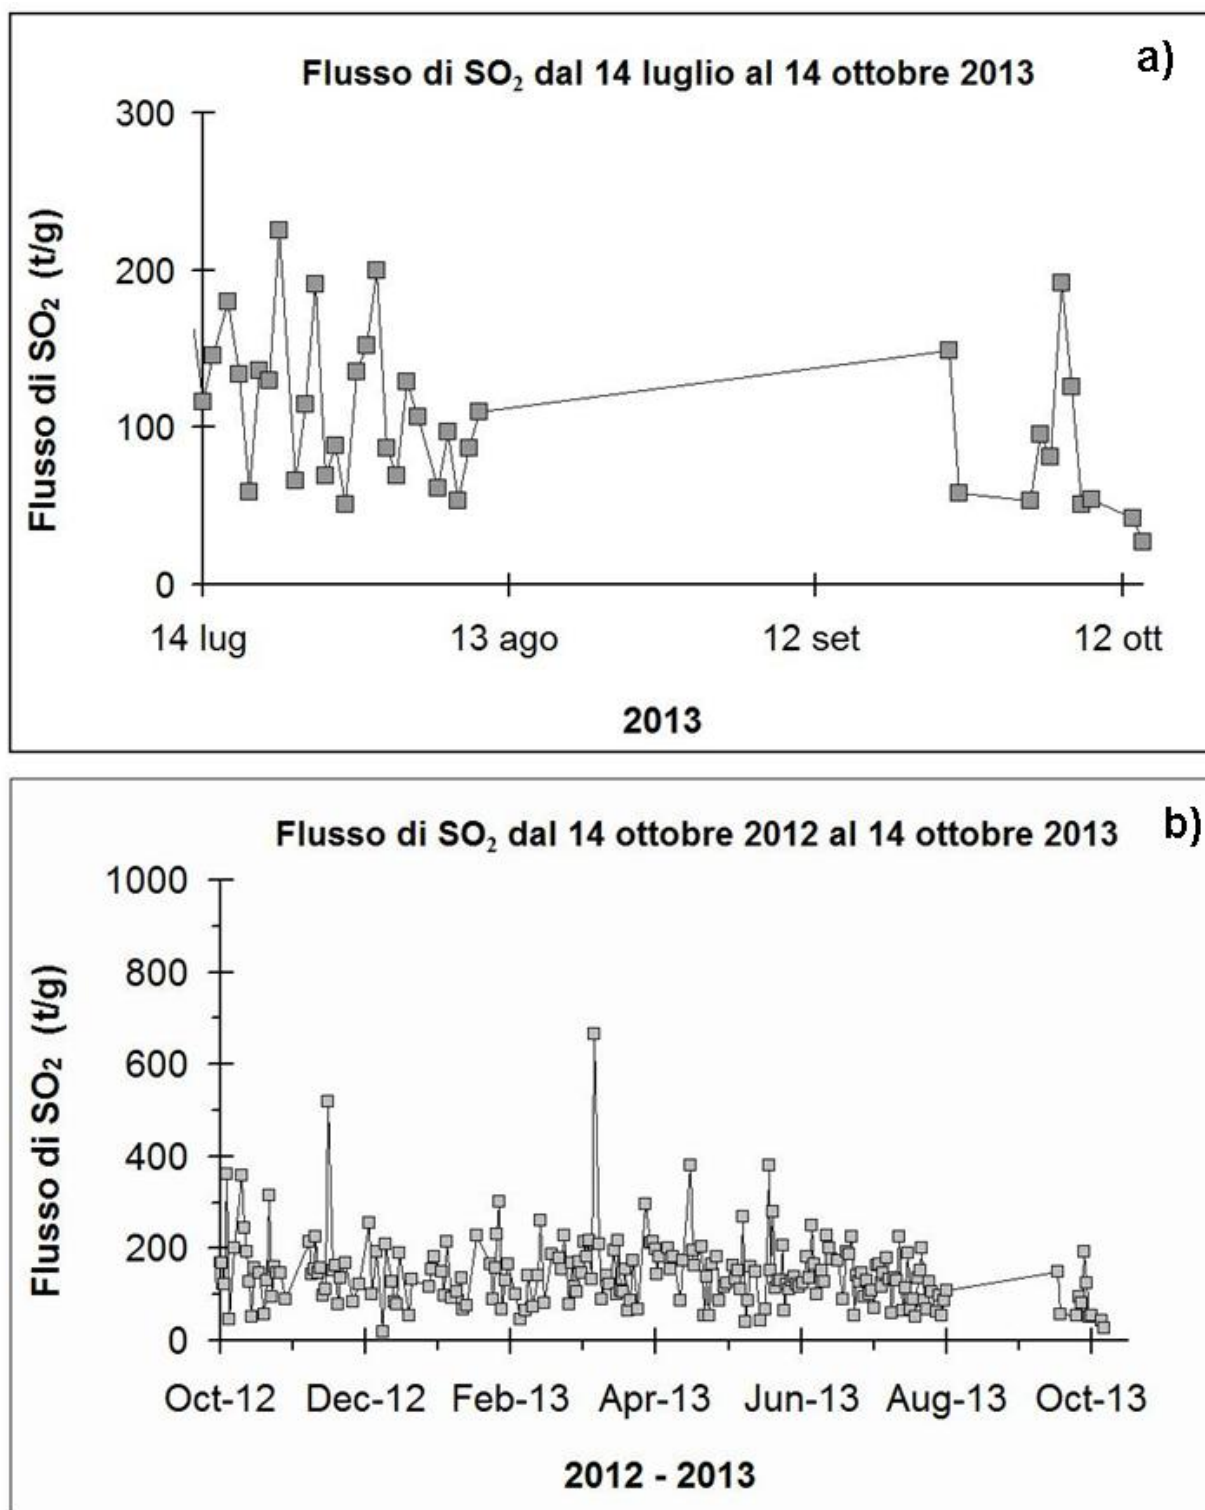 a)
Flusso di SO₂ dal 14 luglio al 14 ottobre 2013
Flusso di SO₂ (t/g)
300
200
100
0
14 lug 13 ago 12 set 12 ott
2013
b)
Flusso di SO₂ dal 14 ottobre 2012 al 14 ottobre 2013
Flusso di SO₂ (t/g)
1000
800
600
400
200
0
Oct-12 Dec-12 Feb-13 Apr-13 Jun-13 Aug-13 Oct-13
2012 - 2013